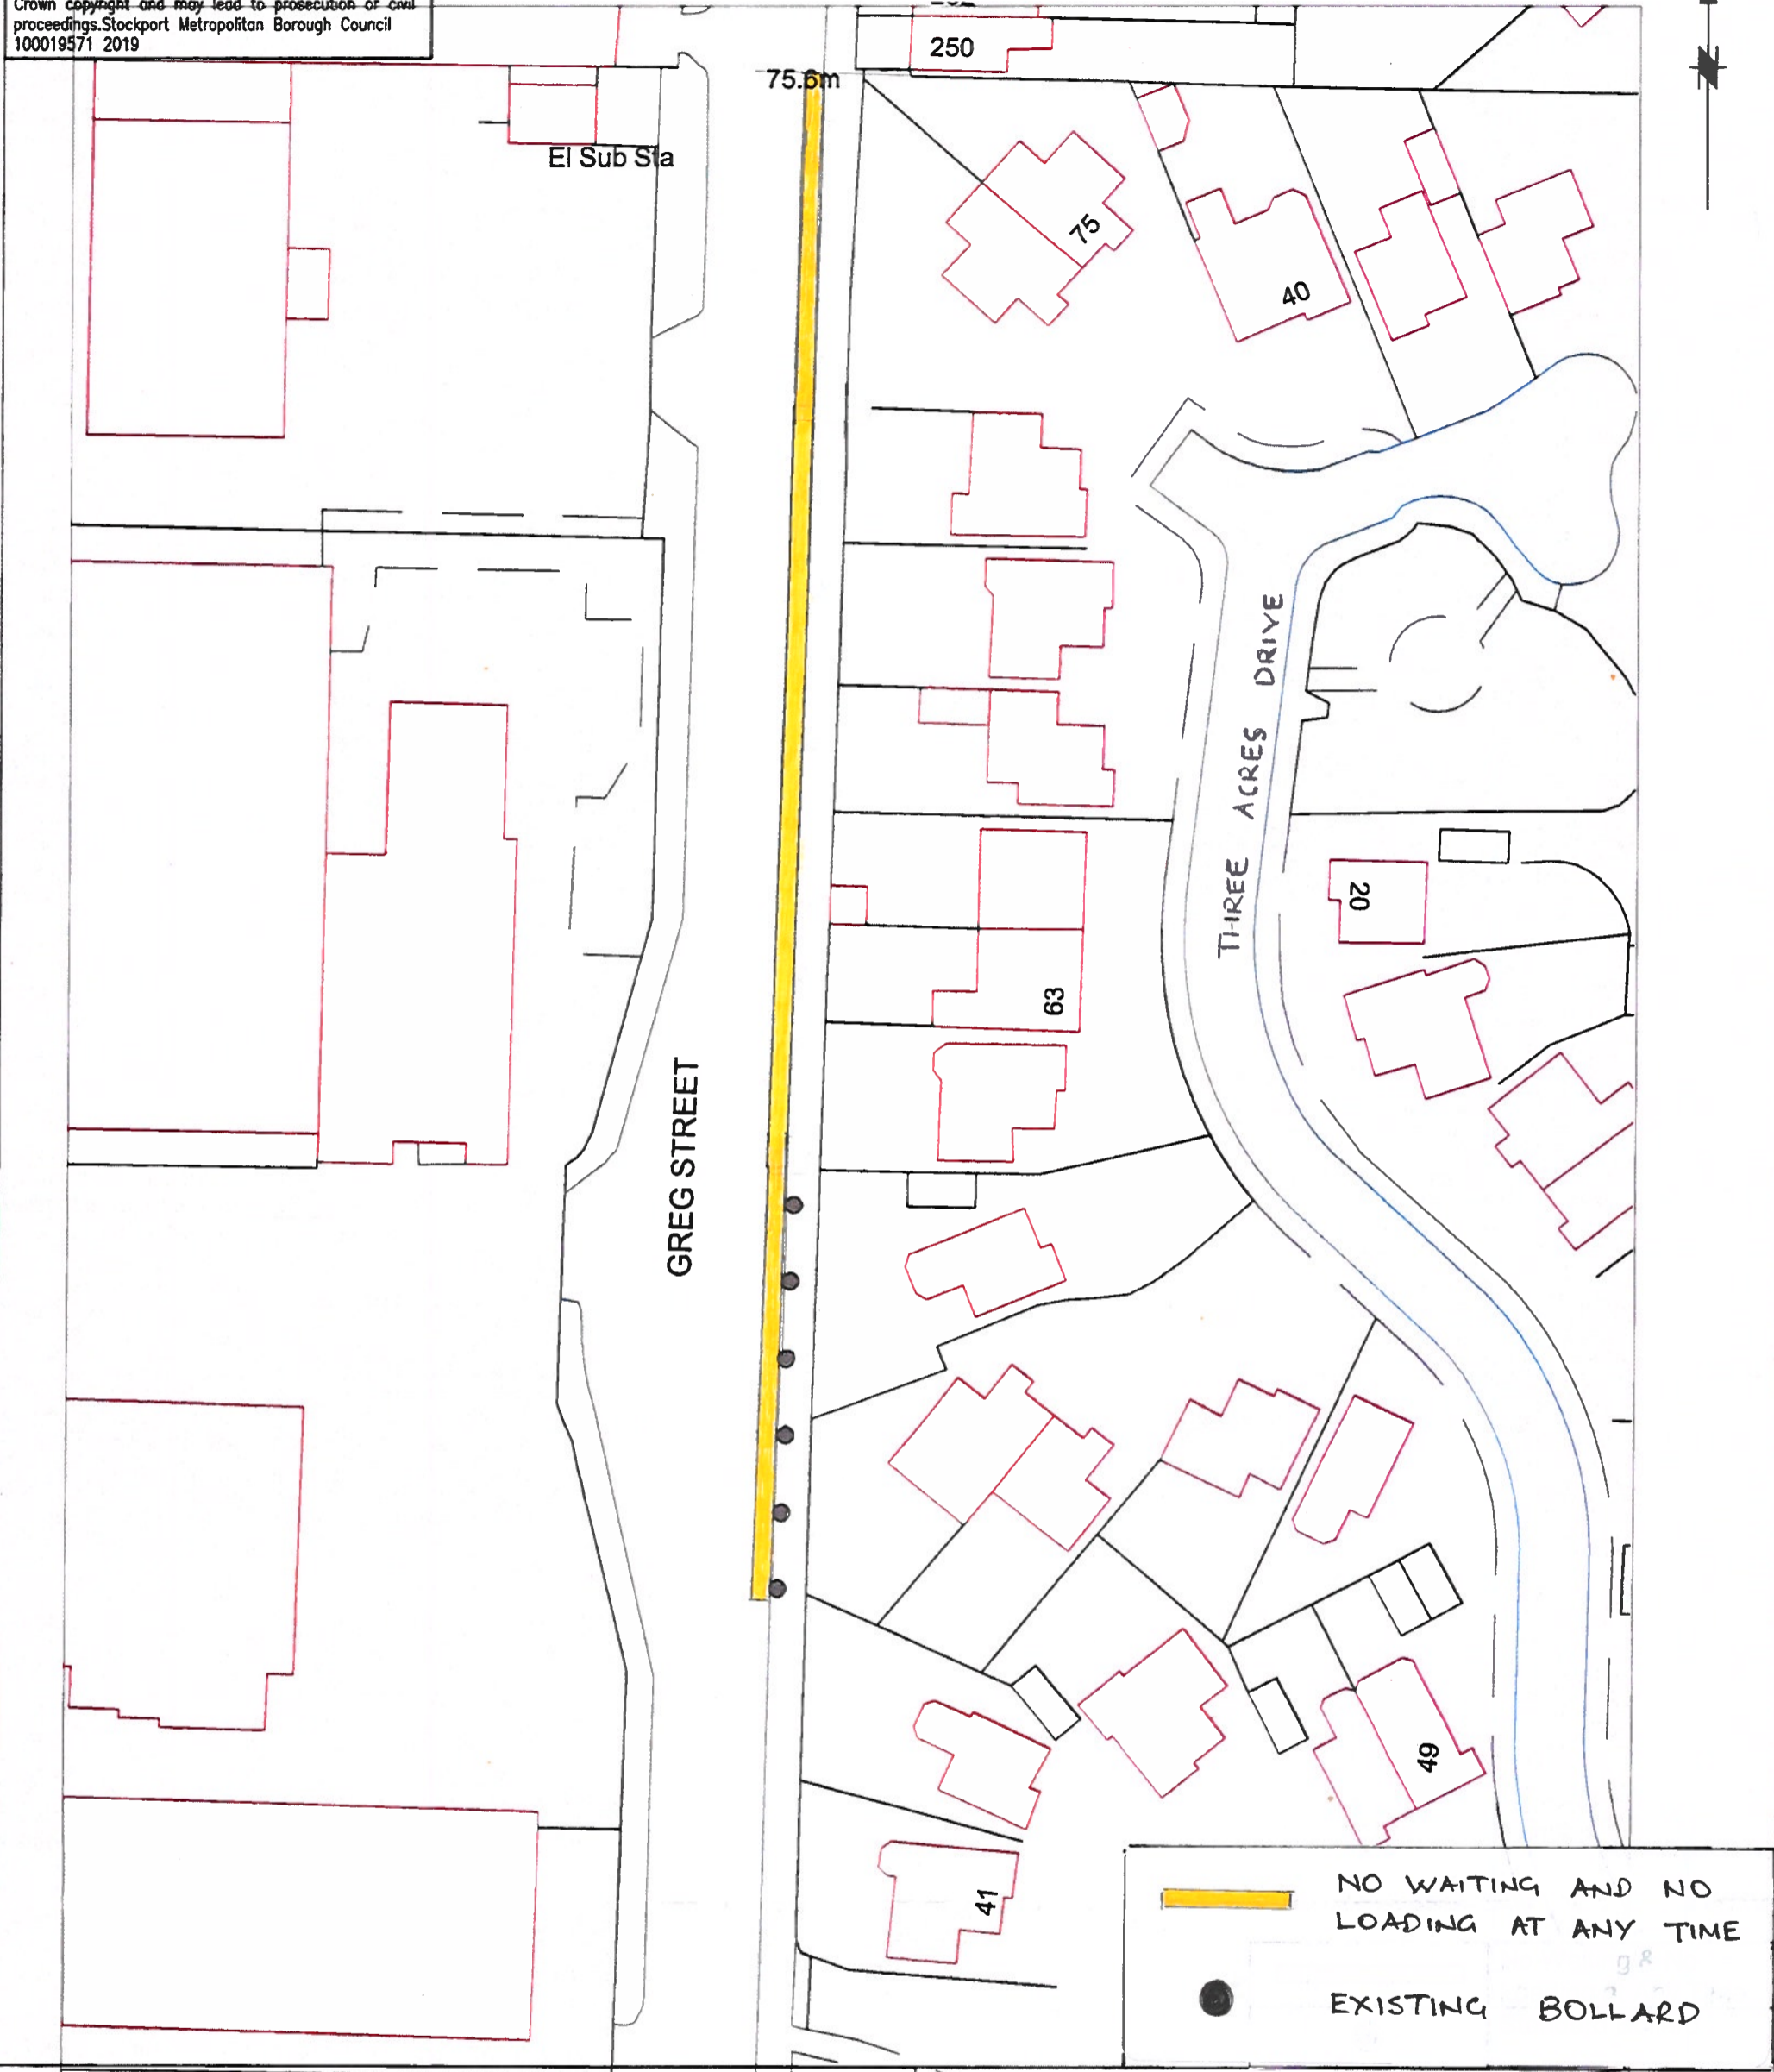 Crown copyright and may lead to prosecution or civil
proceedings.Stockport Metropolitan Borough Council
100019571 2019
250
75.6m
El Sub Sta
75
40
THREE ACRES DRIVE
20
63
GREG STREET
49
41
NO WAITING AND NO
LOADING AT ANY TIME
EXISTING BOLLARD